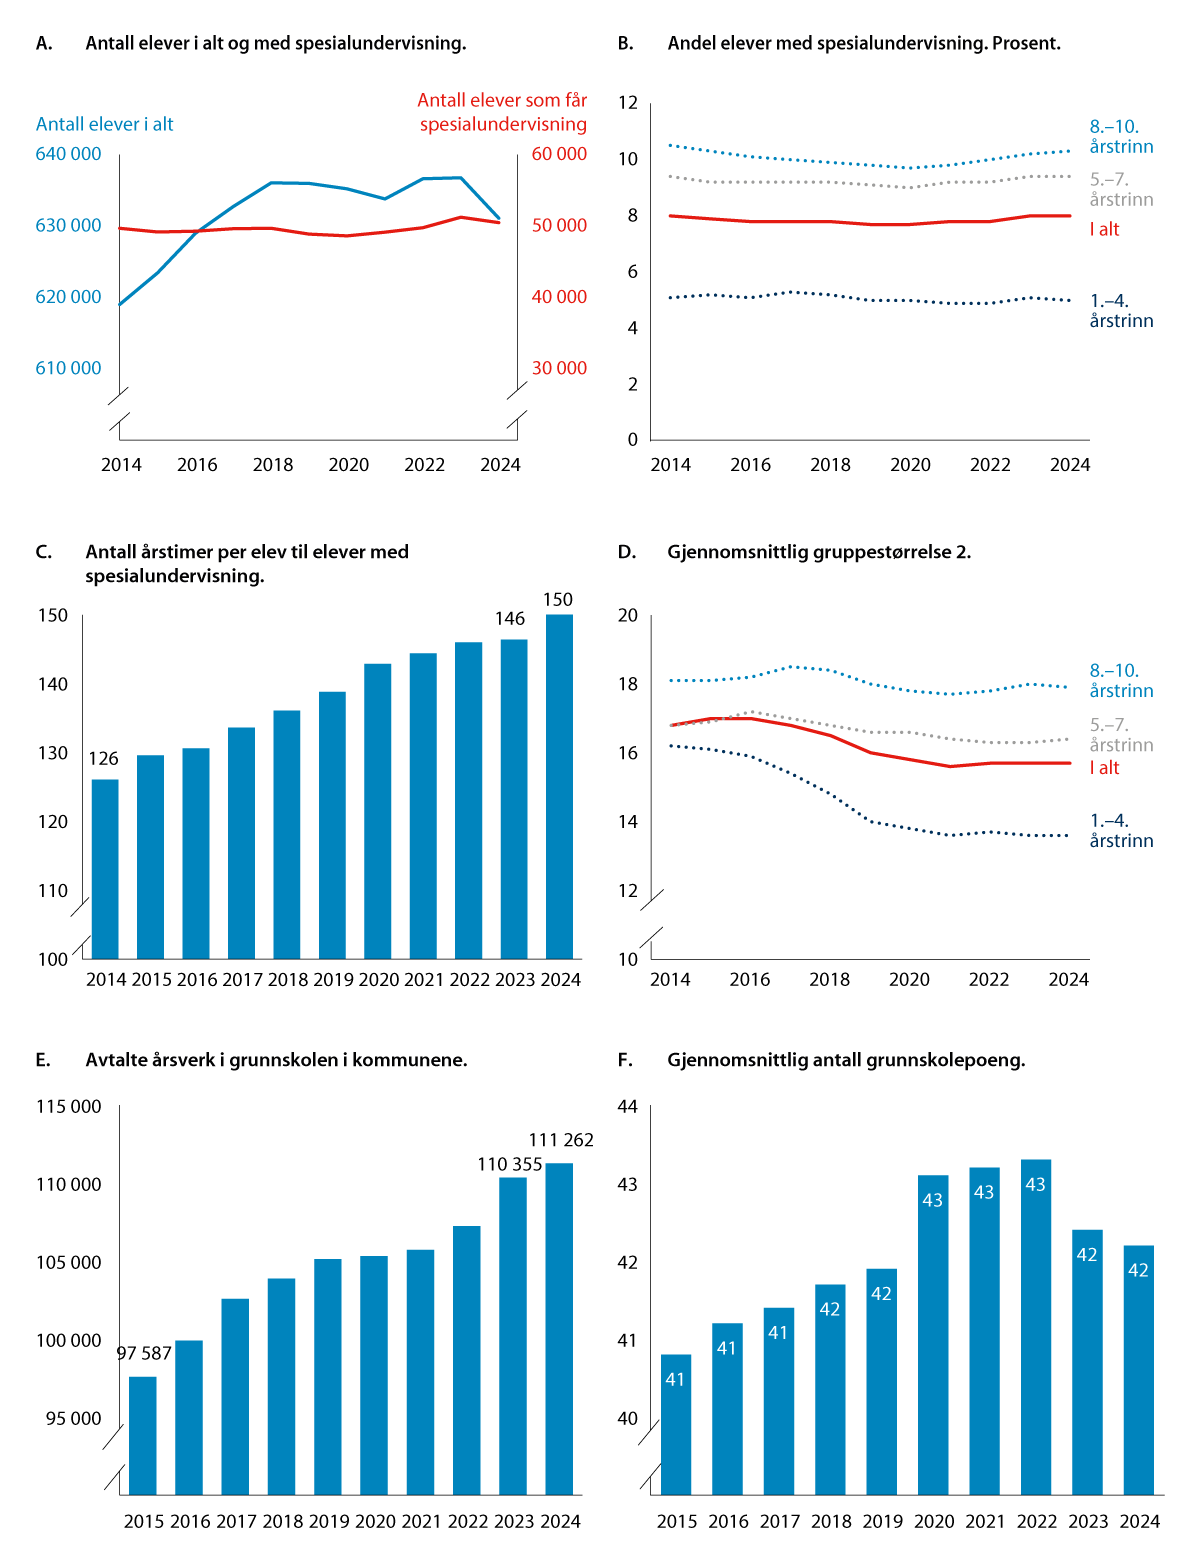 A. Antall elever i alt og med spesialundervisning.
Antall elever i alt
Antall elever som får
spesialundervisning
640 000
630 000
620 000
610 000
60 000
50 000
40 000
30 000
2014 2016 2018 2020 2022 2024
B. Andel elever med spesialundervisning. Prosent.
12
10
8
6
4
2
0
8.–10.
årstrinn
5.–7.
årstrinn
I alt
1.–4.
årstrinn
2014 2016 2018 2020 2022 2024
C. Antall årstimer per elev til elever med
spesialundervisning.
150
140
130
120
110
100
126
146
150
2014 2015 2016 2017 2018 2019 2020 2021 2022 2023 2024
D. Gjennomsnittlig gruppestørrelse 2.
20
18
16
14
12
10
8.–10.
årstrinn
5.–7.
årstrinn
I alt
1.–4.
årstrinn
2014 2016 2018 2020 2022 2024
E. Avtalte årsverk i grunnskolen i kommunene.
115 000
110 000
105 000
100 000
95 000
97 587
110 355
111 262
2015 2016 2017 2018 2019 2020 2021 2022 2023 2024
F. Gjennomsnittlig antall grunnskolepoeng.
44
43
42
41
40
41 41 41 42 42 43 43 43 42 42
2015 2016 2017 2018 2019 2020 2021 2022 2023 2024